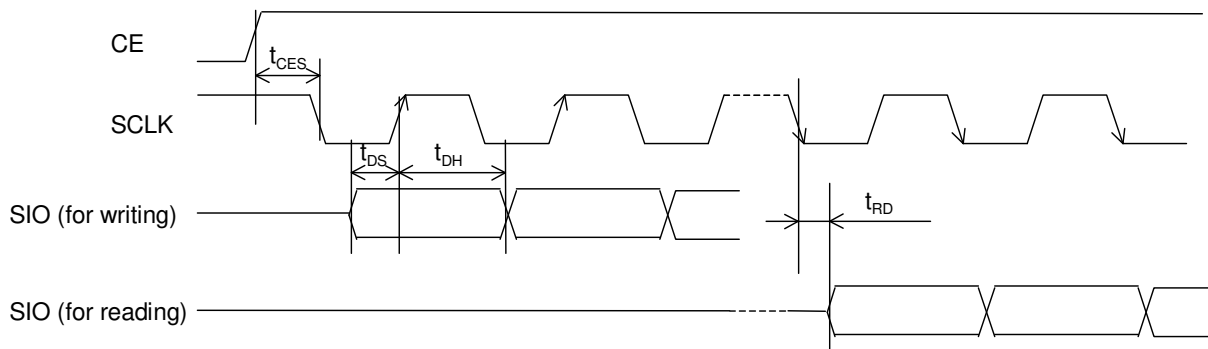 CE
tCES
SCLK
tDS
tDH
SIO (for writing)
tRD
SIO (for reading)